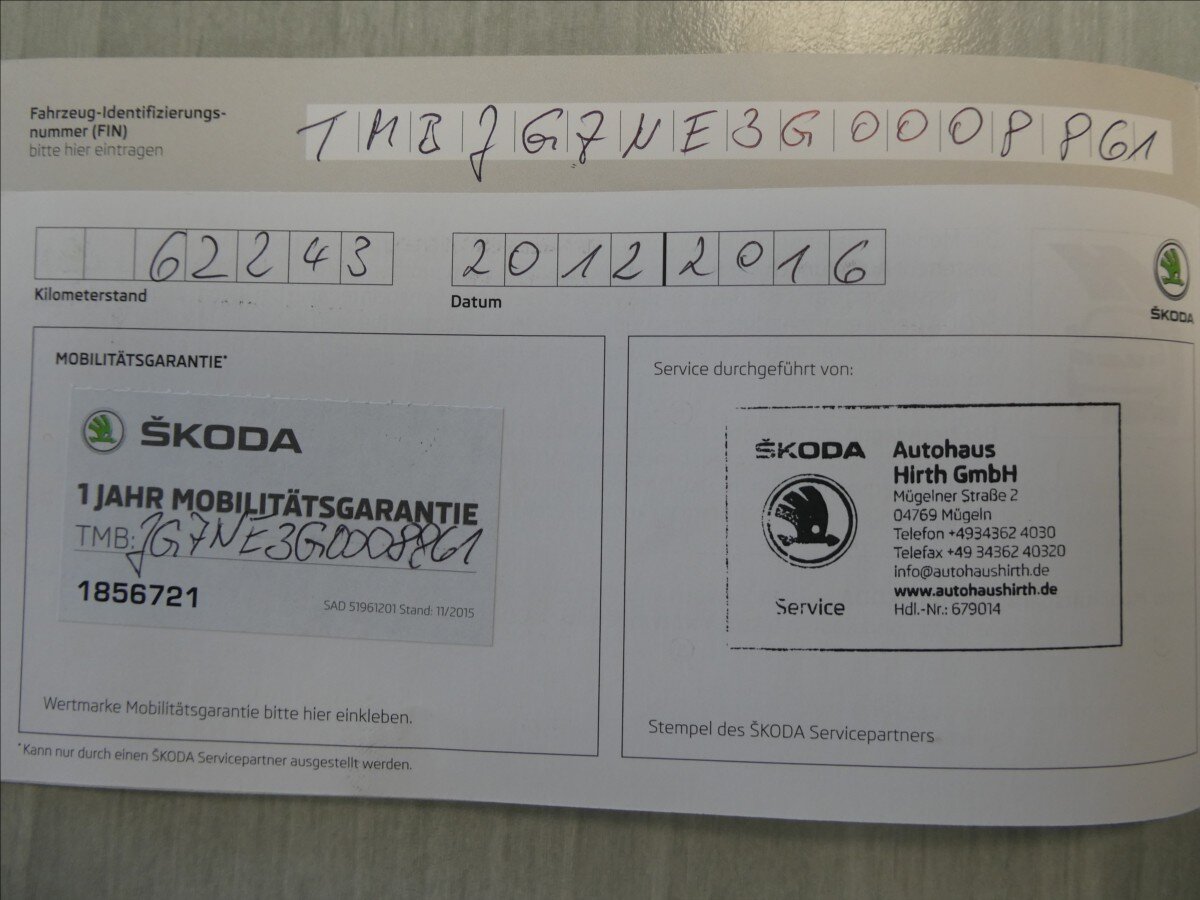 Fahrzeug-Identifizierungs-
nummer (FIN)
bitte hier eintragen
TMBJG7NE3G0008861
62243
Kilometerstand
20122016
Datum
ŠKODA
MOBILITÄTSGARANTIE*
ŠKODA
1 JAHR MOBILITÄTSGARANTIE
TMB: JG7NE3G0008861
1856721
SAD 51961201 Stand: 11/2015
Wertmarke Mobilitätsgarantie bitte hier einkleben.
*Kann nur durch einen ŠKODA Servicepartner ausgestellt werden.
Service durchgeführt von:
ŠKODA
Service
Autohaus
Hirth GmbH
Mügelner Straße 2
04769 Mügeln
Telefon +4934362 4030
Telefax +49 34362 40320
info@autohaushirth.de
www.autohaushirth.de
Hdl.-Nr.: 679014
Stempel des ŠKODA Servicepartners